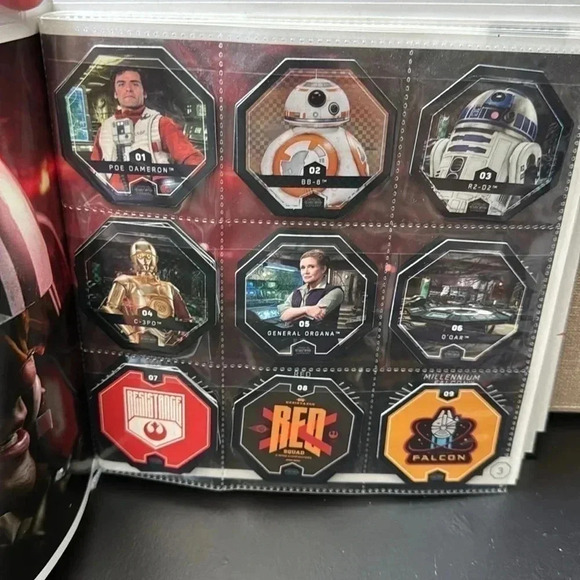 01
POE DAMERON™
02
BB-8™
03
R2-D2™
04
C-3PO™
05
GENERAL ORGANA™
06
D'QAR™
RED
MILLENNIUM
07
RESISTANCE
08
RED
SQUAD
09
FALCON
3